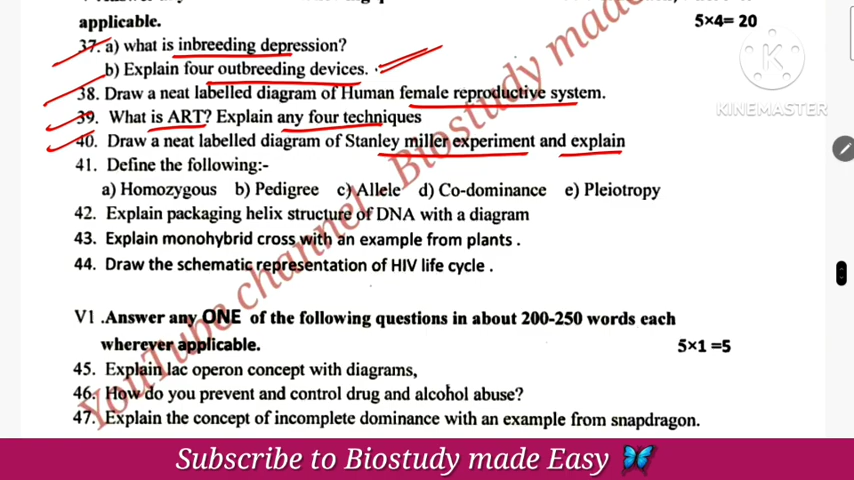 applicable. 5×4= 20
37. a) what is inbreeding depression?
b) Explain four outbreeding devices.
38. Draw a neat labelled diagram of Human female reproductive system.
39. What is ART? Explain any four techniques
40. Draw a neat labelled diagram of Stanley miller experiment and explain
41. Define the following:-
a) Homozygous b) Pedigree c) Allele d) Co-dominance e) Pleiotropy
42. Explain packaging helix structure of DNA with a diagram
43. Explain monohybrid cross with an example from plants .
44. Draw the schematic representation of HIV life cycle .
V1 .Answer any ONE of the following questions in about 200-250 words each
wherever applicable. 5×1 =5
45. Explain lac operon concept with diagrams,
46. How do you prevent and control drug and alcohol abuse?
47. Explain the concept of incomplete dominance with an example from snapdragon.
YouTube channel - Biostudy made
K
KINEMASTER
Subscribe to Biostudy made Easy